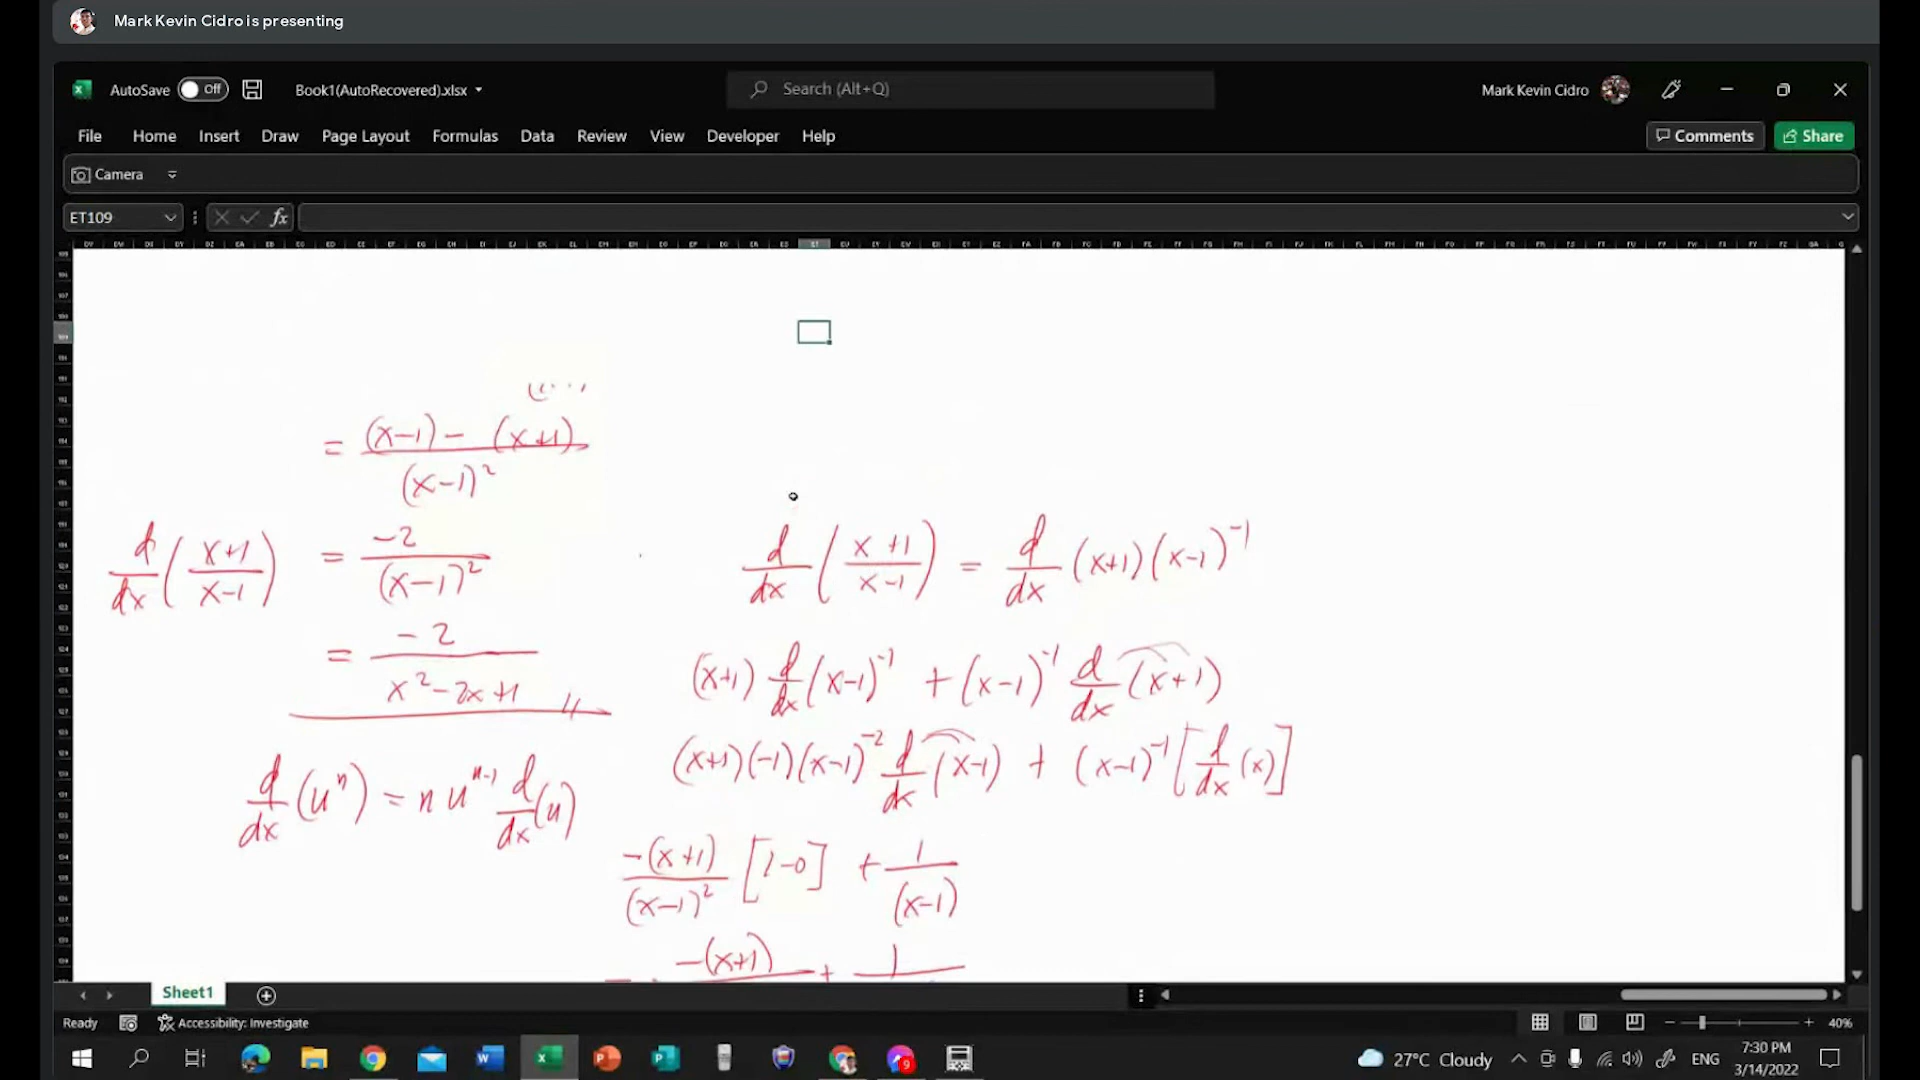 Mark Kevin Cidro is presenting
AutoSave Off Book1(AutoRecovered).xlsx Search (Alt+Q) Mark Kevin Cidro
File Home Insert Draw Page Layout Formulas Data Review View Developer Help Comments Share
Camera
ET109 fx
= (x-1) - (x+1) / (x-1)²
d/dx (x+1 / x-1) = -2 / (x-1)²
= -2 / x²-2x+1 //
d/dx (uⁿ) = n uⁿ⁻¹ d/dx (u)
d/dx (x+1 / x-1) = d/dx (x+1)(x-1)⁻¹
(x+1) d/dx (x-1)⁻¹ + (x-1)⁻¹ d/dx (x+1)
(x+1)(-1)(x-1)⁻² d/dx (x-1) + (x-1)⁻¹ [d/dx (x)]
-(x+1) / (x-1)² [1-0] + 1 / (x-1)
-(x+1) + 1
Sheet1
Ready Accessibility: Investigate 40%
27°C Cloudy ENG 7:30 PM
3/14/2022